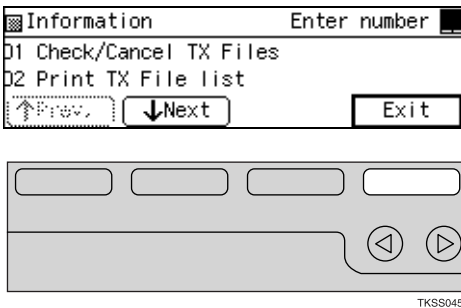 Information Enter number
01 Check/Cancel TX Files
02 Print TX File list
↑Prev. ↓Next Exit
TKSS045